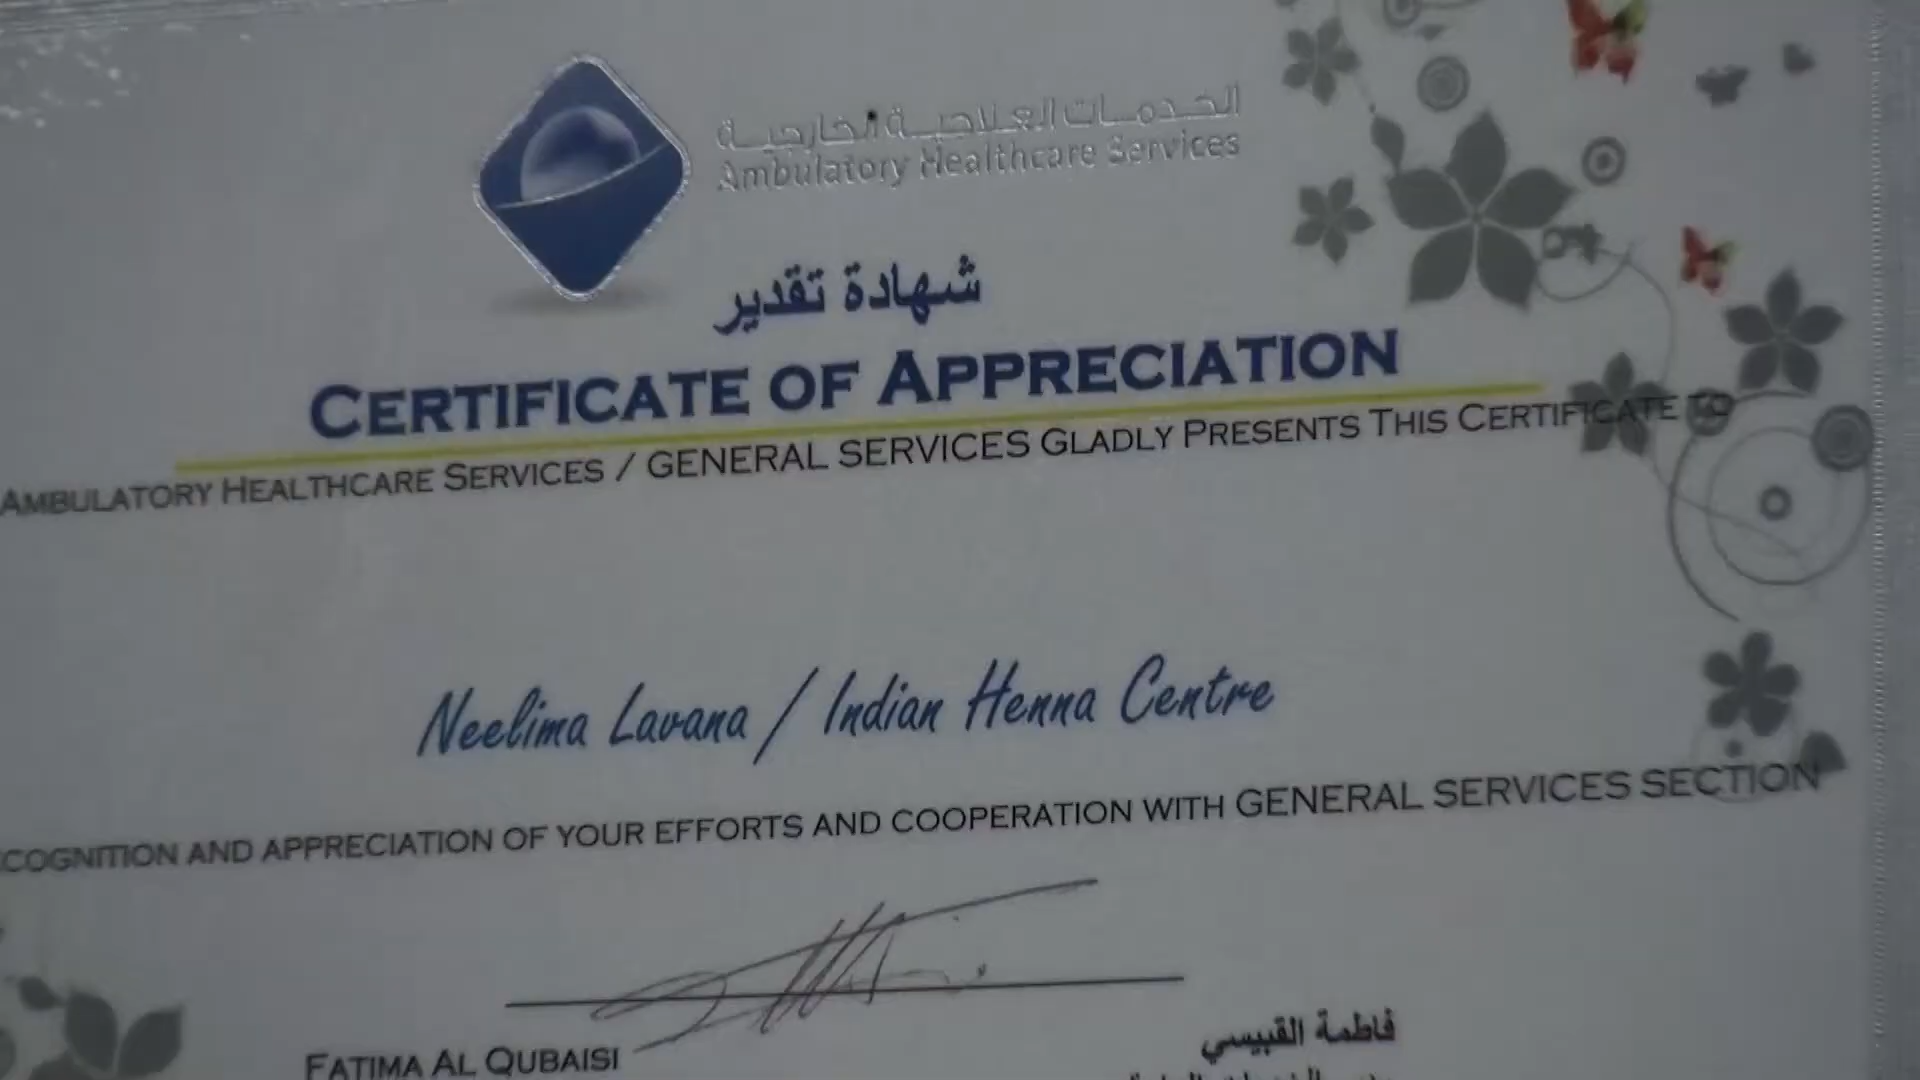 الخدمات العلاجية الخارجية
Ambulatory Healthcare Services
شهادة تقدير
CERTIFICATE OF APPRECIATION
AMBULATORY HEALTHCARE SERVICES / GENERAL SERVICES GLADLY PRESENTS THIS CERTIFICATE TO
Neelima Lavana / Indian Henna Centre
COGNITION AND APPRECIATION OF YOUR EFFORTS AND COOPERATION WITH GENERAL SERVICES SECTION
FATIMA AL QUBAISI
فاطمة القبيسي